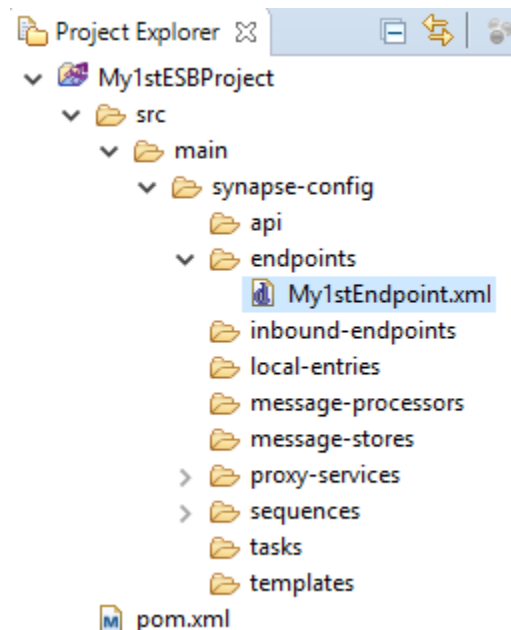 Project Explorer
My1stESBProject
src
main
synapse-config
api
endpoints
My1stEndpoint.xml
inbound-endpoints
local-entries
message-processors
message-stores
proxy-services
sequences
tasks
templates
pom.xml